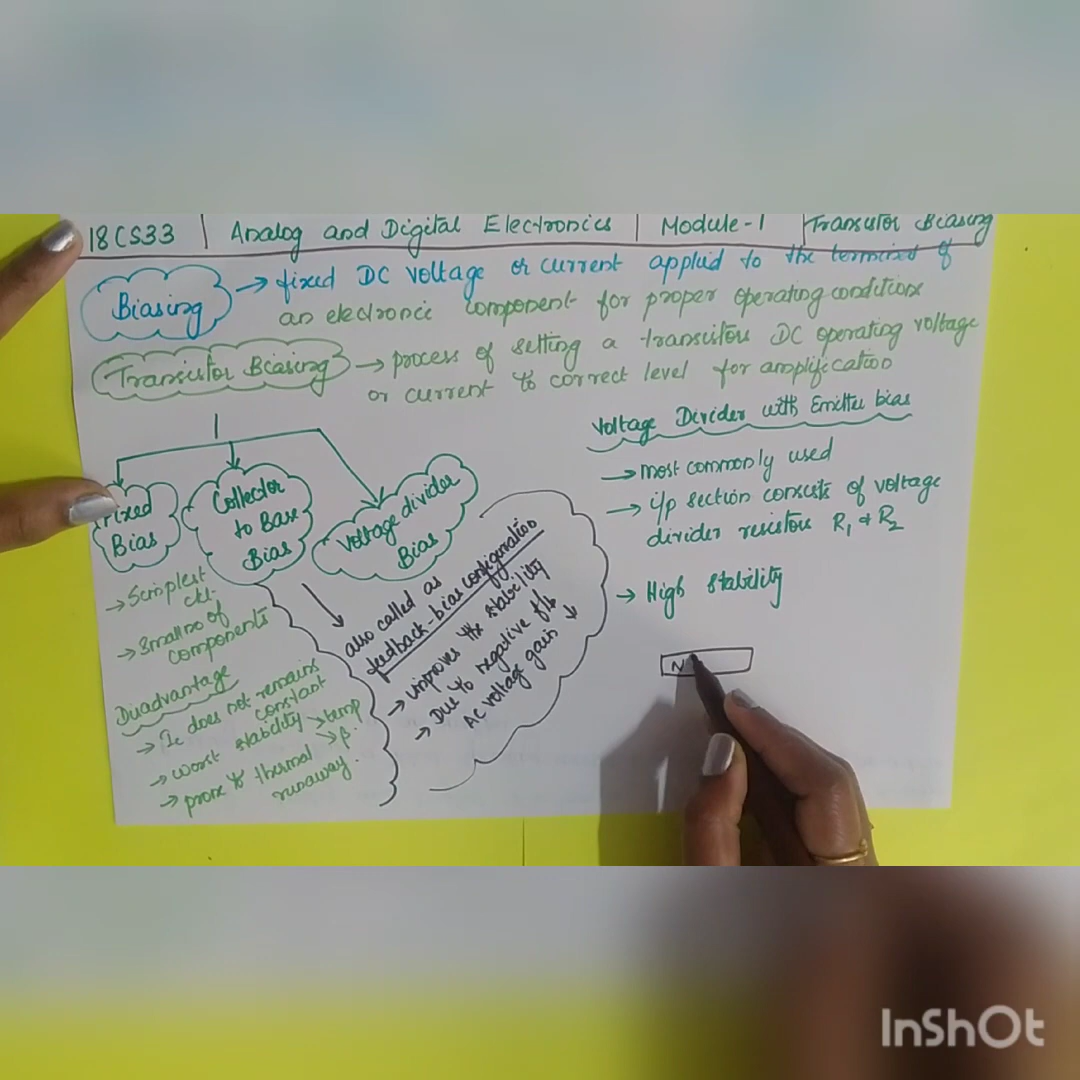 18CS33 | Analog and Digital Electronics | Module-1 | Transistor Biasing
Biasing → fixed DC voltage or current applied to the terminal of
an electronic component for proper operating conditions
Transistor Biasing → process of setting a transistors DC operating voltage
or current to correct level for amplification
Fixed
Bias
→ Simplest
ckt.
→ Small no of
components
Disadvantage
→ Ic does not remains
constant
→ worst stability → temp
→ β.
→ prone to thermal
runaway.
Collector
to Base
Bias
also called as
feedback-bias configuration
→ improves the stability
→ Due to negative f/b
AC voltage gain ↓
Voltage divider
Bias
Voltage Divider with Emitter bias
→ most commonly used
→ i/p section consists of voltage
divider resistors R1 & R2
→ High stability
N
InShOt